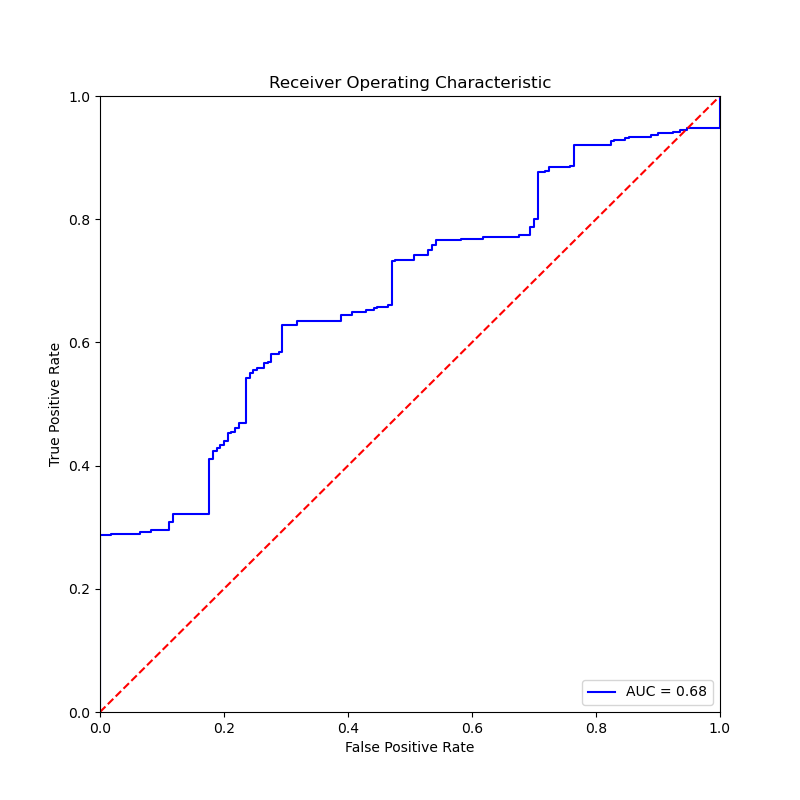 Receiver Operating Characteristic
True Positive Rate
1.0
0.8
0.6
0.4
0.2
0.0
AUC = 0.68
0.0 0.2 0.4 0.6 0.8 1.0
False Positive Rate